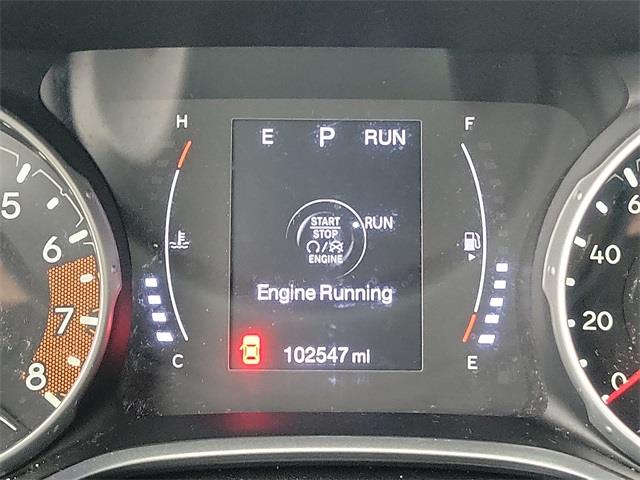 H
E P RUN
F
5
6
7
8
START
STOP
ENGINE
RUN
Engine Running
102547 mi
C
E
60
40
20
0